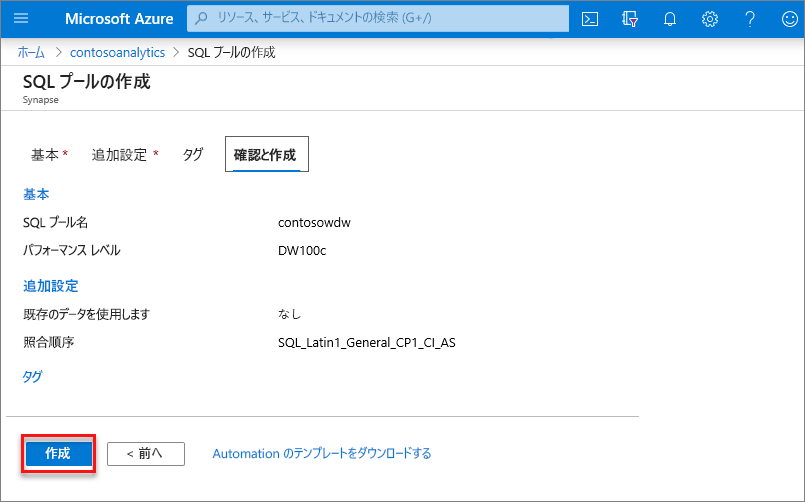 Microsoft Azure リソース、サービス、ドキュメントの検索 (G+/)
ホーム > contosoanalytics > SQL プールの作成
SQL プールの作成
Synapse
基本 * 追加設定 * タグ 確認と作成
基本
SQL プール名 contosowdw
パフォーマンス レベル DW100c
追加設定
既存のデータを使用します なし
照合順序 SQL_Latin1_General_CP1_CI_AS
タグ
作成 < 前へ Automation のテンプレートをダウンロードする